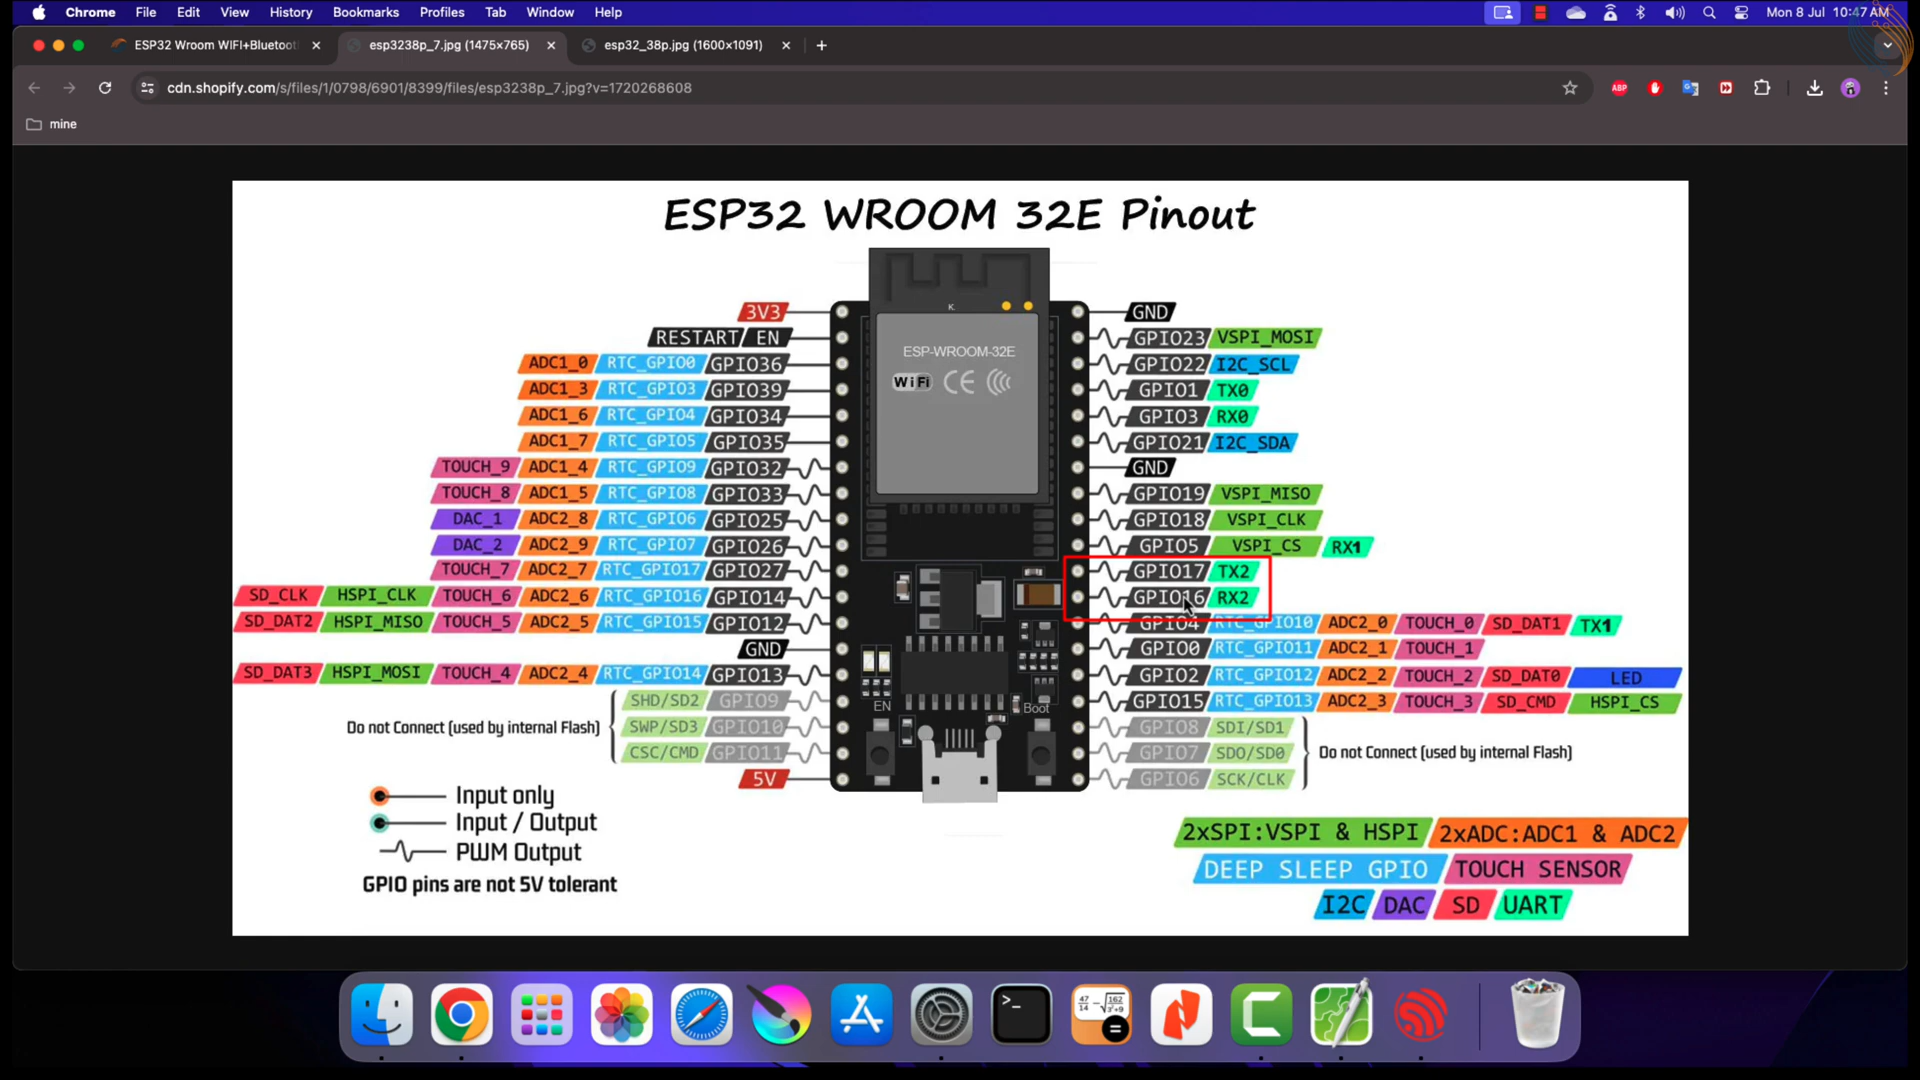 Chrome File Edit View History Bookmarks Profiles Tab Window Help Mon 8 Jul 10:47 AM
ESP32 Wroom WIFI+Bluetoot esp3238p_7.jpg (1475×765) esp32_38p.jpg (1600×1091)
cdn.shopify.com/s/files/1/0798/6901/8399/files/esp3238p_7.jpg?v=1720268608
ABP
mine
ESP32 WROOM 32E Pinout
3V3 GND
RESTART EN GPIO23 VSPI_MOSI
ADC1_0 RTC_GPIO0 GPIO36 GPIO22 I2C_SCL
ADC1_3 RTC_GPIO3 GPIO39 GPIO1 TX0
ADC1_6 RTC_GPIO4 GPIO34 GPIO3 RX0
ADC1_7 RTC_GPIO5 GPIO35 GPIO21 I2C_SDA
TOUCH_9 ADC1_4 RTC_GPIO9 GPIO32 GND
TOUCH_8 ADC1_5 RTC_GPIO8 GPIO33 GPIO19 VSPI_MISO
DAC_1 ADC2_8 RTC_GPIO6 GPIO25 GPIO18 VSPI_CLK
DAC_2 ADC2_9 RTC_GPIO7 GPIO26 GPIO5 VSPI_CS RX1
TOUCH_7 ADC2_7 RTC_GPIO17 GPIO27 GPIO17 TX2
SD_CLK HSPI_CLK TOUCH_6 ADC2_6 RTC_GPIO16 GPIO14 GPIO16 RX2
SD_DAT2 HSPI_MISO TOUCH_5 ADC2_5 RTC_GPIO15 GPIO12 GPIO4 RTC_GPIO10 ADC2_0 TOUCH_0 SD_DAT1 TX1
GND GPIO0 RTC_GPIO11 ADC2_1 TOUCH_1
SD_DAT3 HSPI_MOSI TOUCH_4 ADC2_4 RTC_GPIO14 GPIO13 GPIO2 RTC_GPIO12 ADC2_2 TOUCH_2 SD_DAT0 LED
SHD/SD2 GPIO9 GPIO15 RTC_GPIO13 ADC2_3 TOUCH_3 SD_CMD HSPI_CS
Do not Connect (used by internal Flash) SWP/SD3 GPIO10 GPIO8 SDI/SD1
CSC/CMD GPIO11 GPIO7 SDO/SD0 Do not Connect (used by internal Flash)
5V GPIO6 SCK/CLK
K
ESP-WROOM-32E
WiFi CE
EN Boot
Input only
Input / Output
PWM Output
GPIO pins are not 5V tolerant
2xSPI:VSPI & HSPI 2xADC:ADC1 & ADC2
DEEP SLEEP GPIO TOUCH SENSOR
I2C DAC SD UART